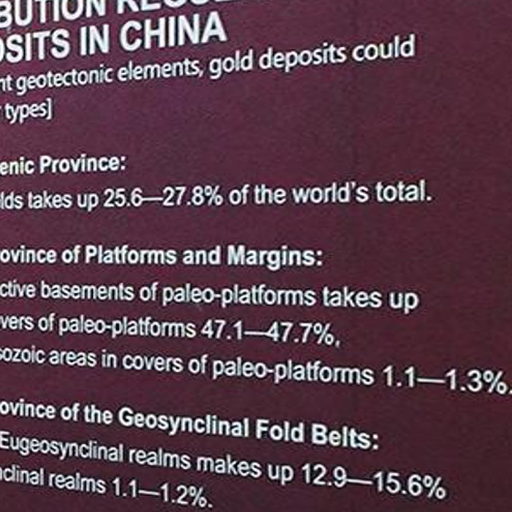 BUTION
SITS IN CHINA
geotectonic elements, gold deposits could
types]
enic Province:
lds takes up 25.6—27.8% of the world's total.
ovince of Platforms and Margins:
ctive basements of paleo-platforms takes up
vers of paleo-platforms 47.1—47.7%,
ozoic areas in covers of paleo-platforms 1.1—1.3%.
ovince of the Geosynclinal Fold Belts:
Eugeosynclinal realms makes up 12.9—15.6%
clinal realms 1.1—1.2%.